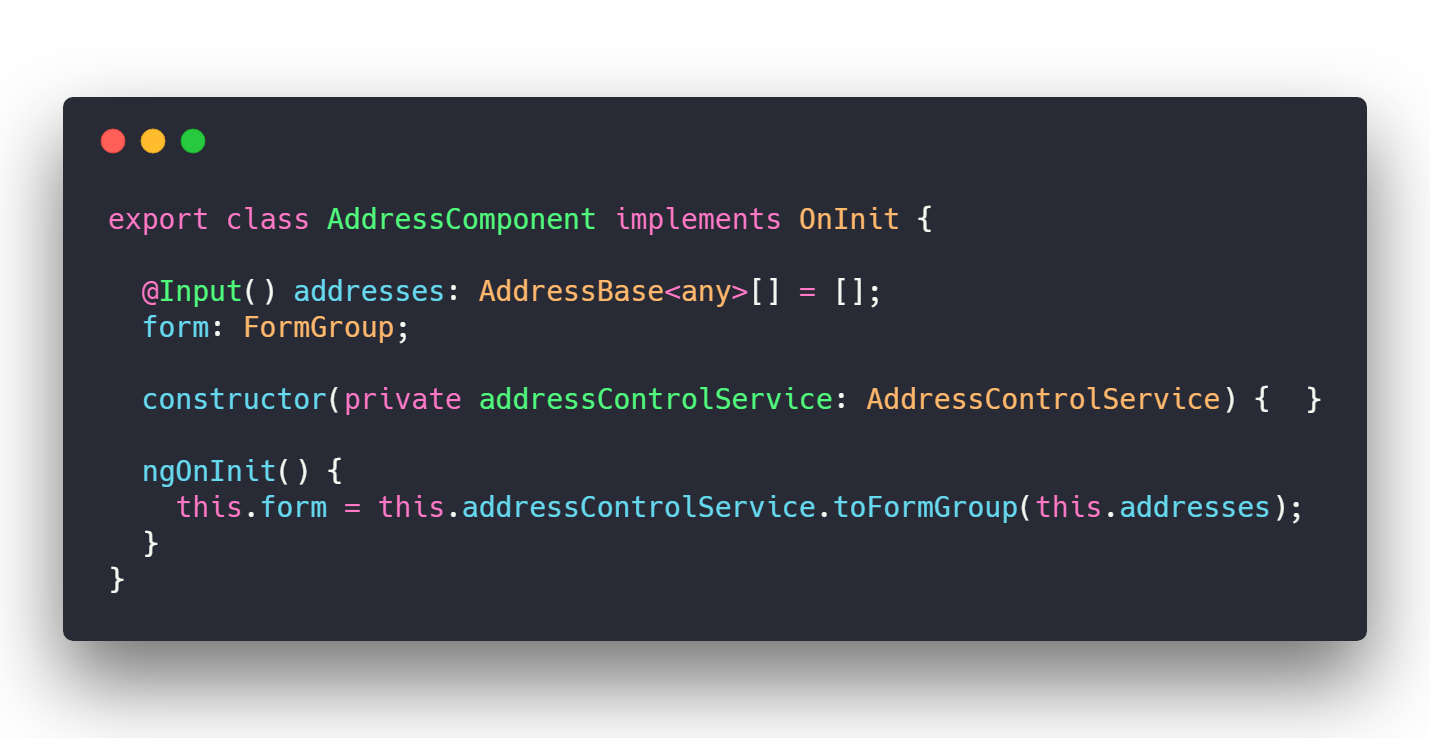 export class AddressComponent implements OnInit {
  @Input() addresses: AddressBase<any>[] = [];
  form: FormGroup;
  constructor(private addressControlService: AddressControlService) {  }
  ngOnInit() {
    this.form = this.addressControlService.toFormGroup(this.addresses);
  }
}